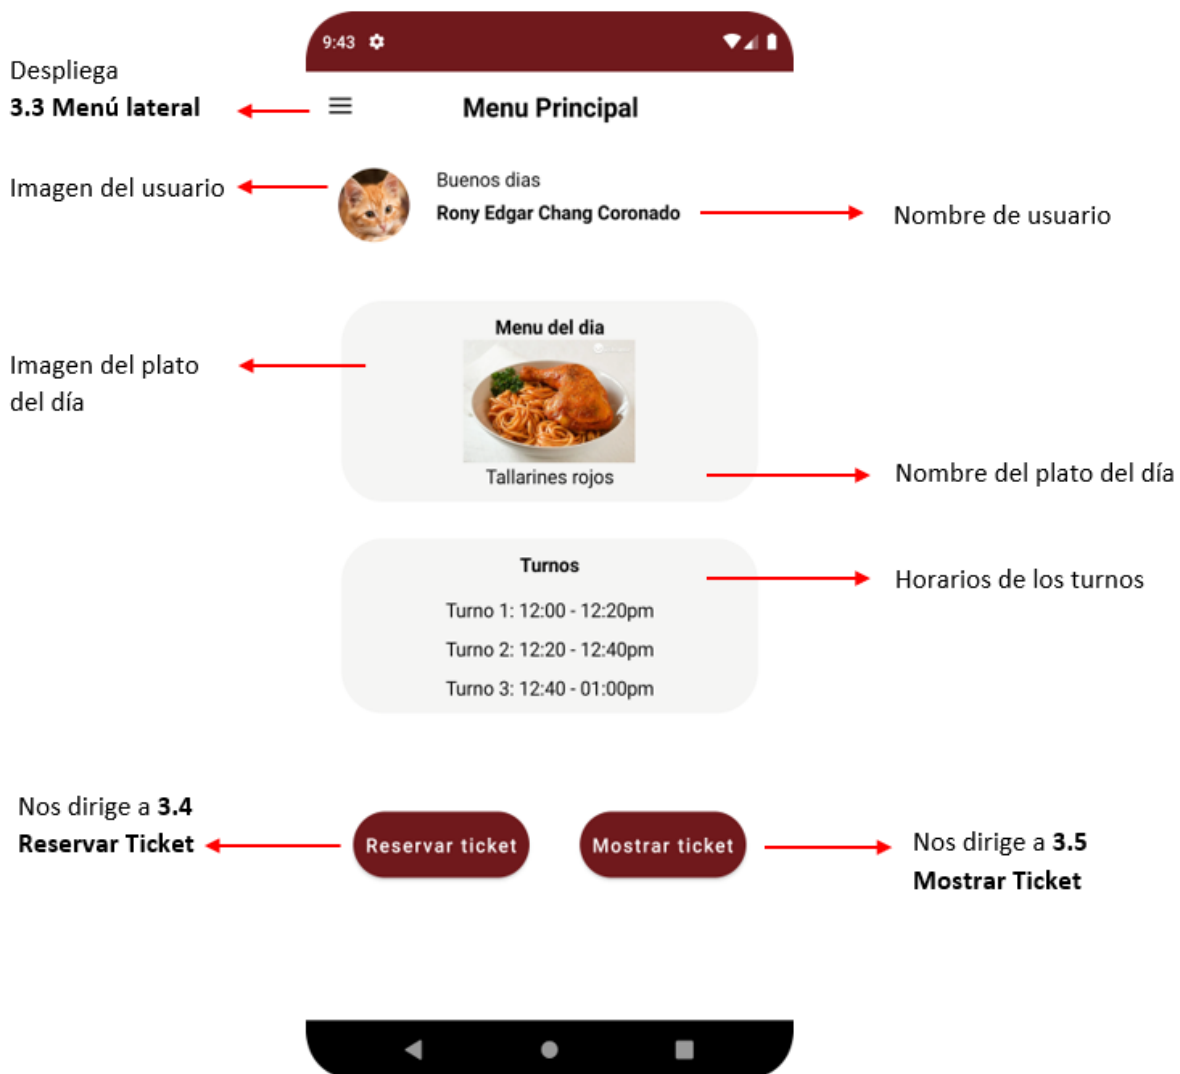 9:43
Despliega
3.3 Menú lateral
Menu Principal
Imagen del usuario
Buenos dias
Rony Edgar Chang Coronado
Nombre de usuario
Menu del dia
Imagen del plato
del día
Tallarines rojos
Nombre del plato del día
Turnos
Horarios de los turnos
Turno 1: 12:00 - 12:20pm
Turno 2: 12:20 - 12:40pm
Turno 3: 12:40 - 01:00pm
Nos dirige a 3.4
Reservar Ticket
Reservar ticket
Mostrar ticket
Nos dirige a 3.5
Mostrar Ticket